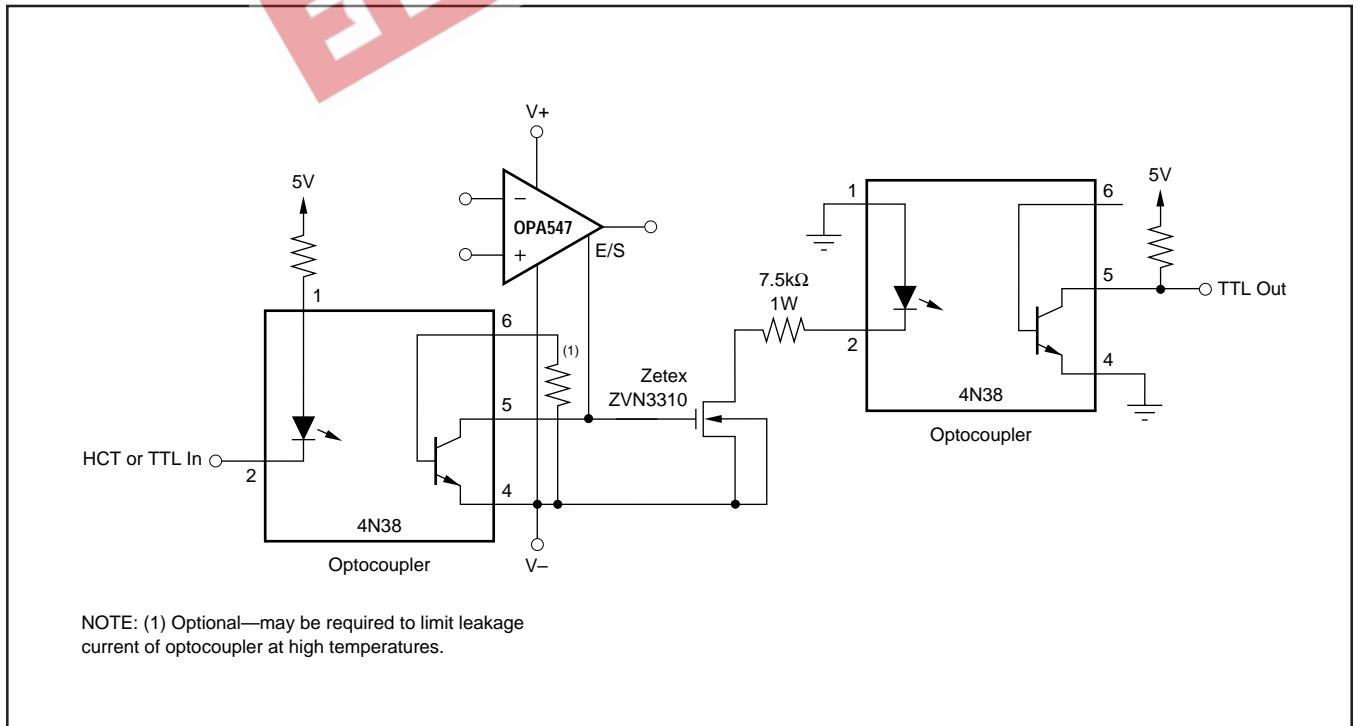 V+
5V
−
OPA547
+
E/S
1
6
(1)
5
4
2
HCT or TTL In
4N38
Optocoupler
V–
Zetex
ZVN3310
7.5kΩ
1W
1
2
6
5V
5
TTL Out
4
4N38
Optocoupler
NOTE: (1) Optional—may be required to limit leakage
current of optocoupler at high temperatures.